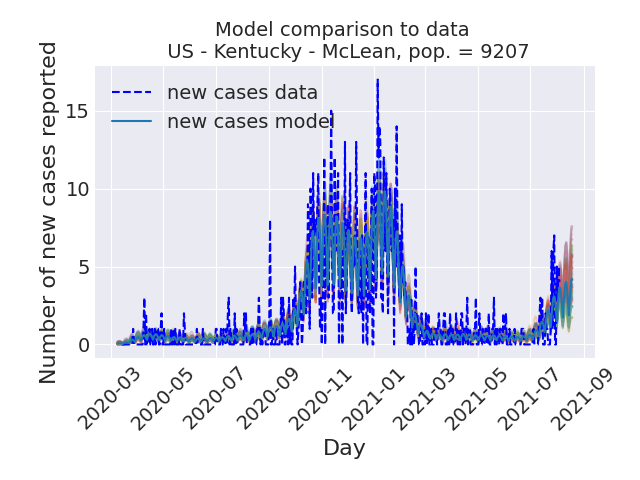 Model comparison to data
US - Kentucky - McLean, pop. = 9207
new cases data
new cases model
Number of new cases reported
15
10
5
0
2020-03
2020-05
2020-07
2020-09
2020-11
2021-01
2021-03
2021-05
2021-07
2021-09
Day